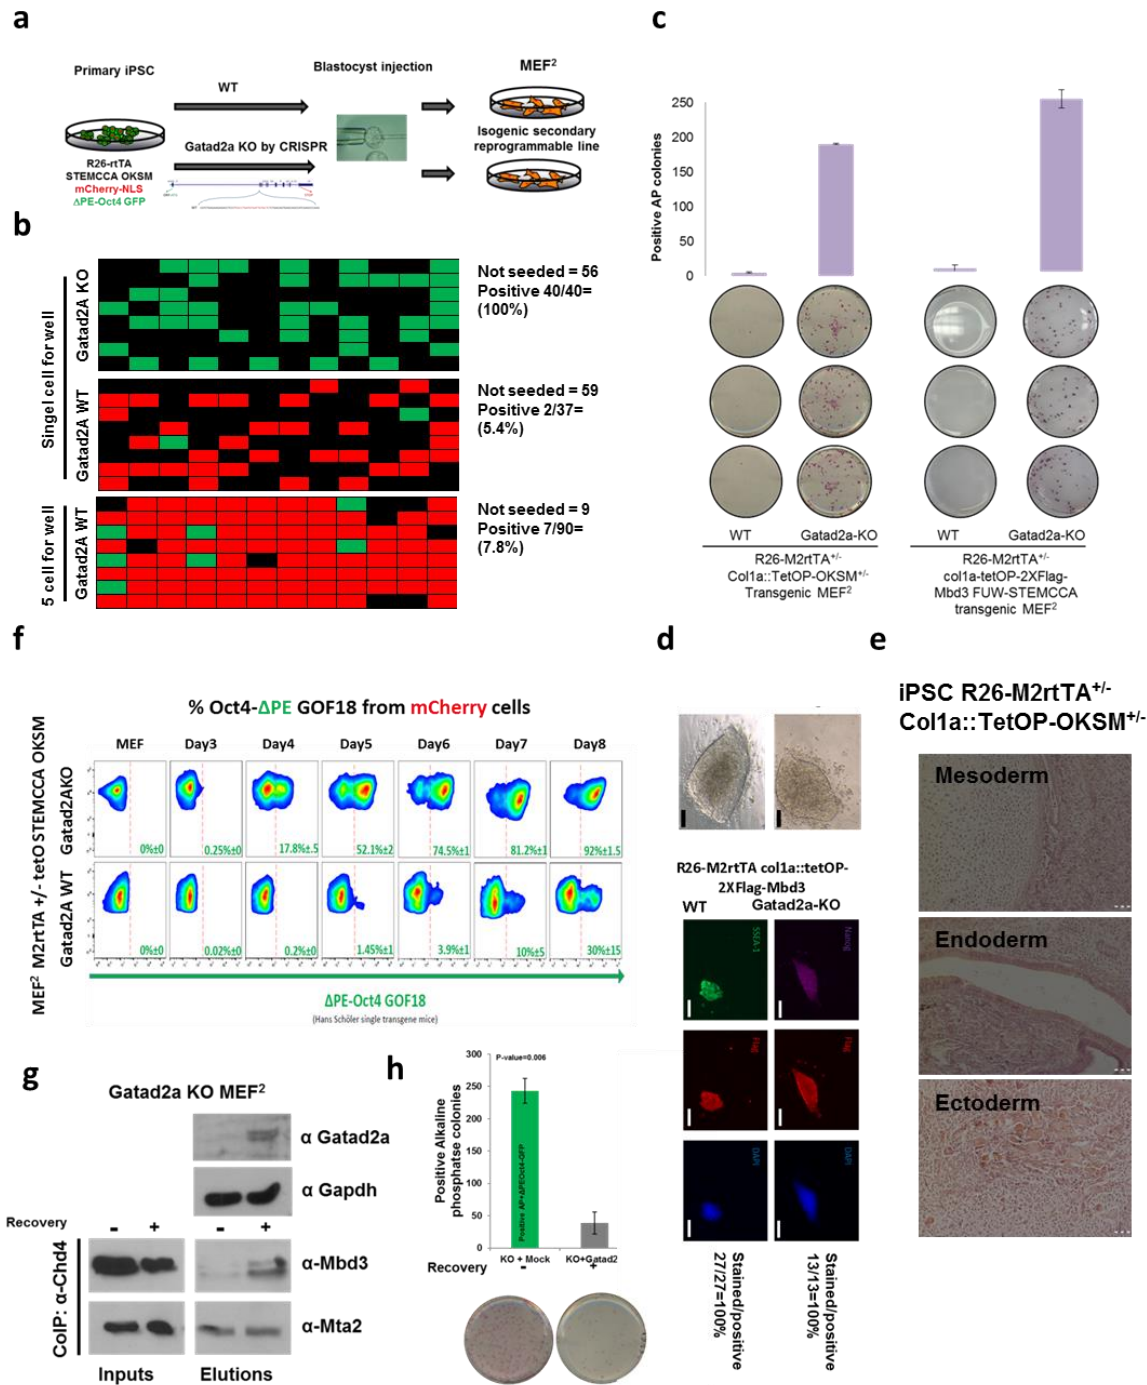 a
Primary iPSC
R26-rtTA
STEMCCA OKSM
mCherry-NLS
ΔPE-Oct4 GFP
WT
Gatad2a KO by CRISPR
Blastocyst injection
MEF²
Isogenic secondary
reprogrammable line
b
Singel cell for well
Gatad2A KO
Not seeded = 56
Positive 40/40=
(100%)
Gatad2A WT
Not seeded = 59
Positive 2/37=
(5.4%)
5 cell for well
Gatad2A WT
Not seeded = 9
Positive 7/90=
(7.8%)
c
Positive AP colonies
250
200
150
100
50
0
WT
Gatad2a-KO
WT
Gatad2a-KO
R26-M2rtTA+/-
Col1a::TetOP-OKSM+/-
Transgenic MEF²
R26-M2rtTA+/-
col1a-tetOP-2XFlag-
Mbd3 FUW-STEMCCA
transgenic MEF²
f
% Oct4-ΔPE GOF18 from mCherry cells
MEF² M2rtTA +/- tetO STEMCCA OKSM
MEF Day3 Day4 Day5 Day6 Day7 Day8
Gatad2AKO
0%±0 0.25%±0 17.8%±.5 52.1%±2 74.5%±1 81.2%±1 92%±1.5
Gatad2A WT
0%±0 0.02%±0 0.2%±0 1.45%±1 3.9%±1 10%±5 30%±15
ΔPE-Oct4 GOF18
(Hans Schöler single transgene mice)
d
R26-M2rtTA col1a::tetOP-
2XFlag-Mbd3
WT Gatad2a-KO
SSEA-1
Nanog
Flag
Flag
DAPI
DAPI
Stained/positive
27/27=100%
Stained/positive
13/13=100%
e
iPSC R26-M2rtTA+/-
Col1a::TetOP-OKSM+/-
Mesoderm
Endoderm
Ectoderm
g
Gatad2a KO MEF²
α Gatad2a
α Gapdh
Recovery - + - +
CoIP: α-Chd4
α-Mbd3
α-Mta2
Inputs Elutions
h
Positive Alkaline
phosphatse colonies
P-value=0.006
300
250
200
150
100
50
0
Positive AP+ΔPEOct4-GFP
KO + Mock KO+Gatad2
Recovery - +